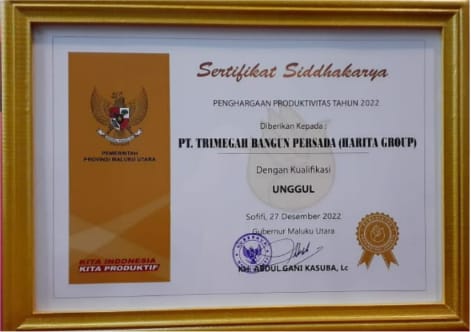 Sertifikat Siddhakarya
PENGHARGAAN PRODUKTIVITAS TAHUN 2022
Diberikan Kepada :
PT. TRIMEGAH BANGUN PERSADA (HARITA GROUP)
Dengan Kualifikasi
UNGGUL
Sofifi, 27 Desember 2022
Gubernur Maluku Utara
KH. ABDUL GANI KASUBA, Lc
PEMERINTAH
PROVINSI MALUKU UTARA
KITA INDONESIA
KITA PRODUKTIF